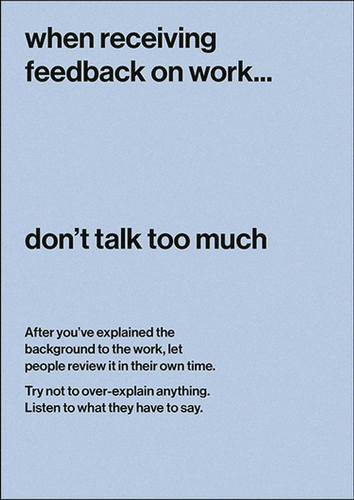 when receiving
feedback on work...
don't talk too much
After you've explained the
background to the work, let
people review it in their own time.
Try not to over-explain anything.
Listen to what they have to say.